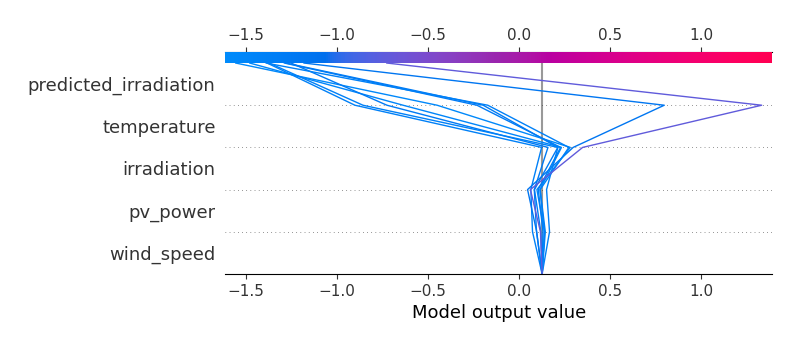 −1.5 −1.0 −0.5 0.0 0.5 1.0
predicted_irradiation
temperature
irradiation
pv_power
wind_speed
−1.5 −1.0 −0.5 0.0 0.5 1.0
Model output value